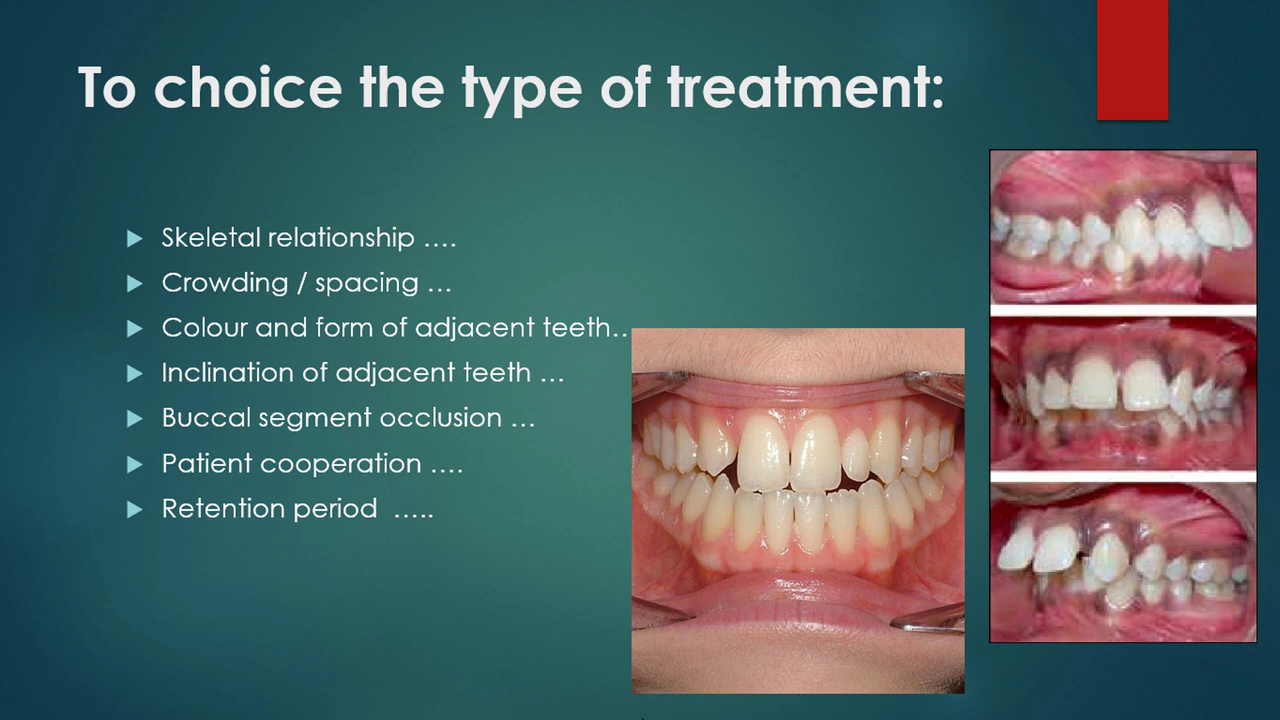 To choice the type of treatment:
Skeletal relationship ....
Crowding / spacing ...
Colour and form of adjacent teeth..
Inclination of adjacent teeth ...
Buccal segment occlusion ...
Patient cooperation ....
Retention period .....